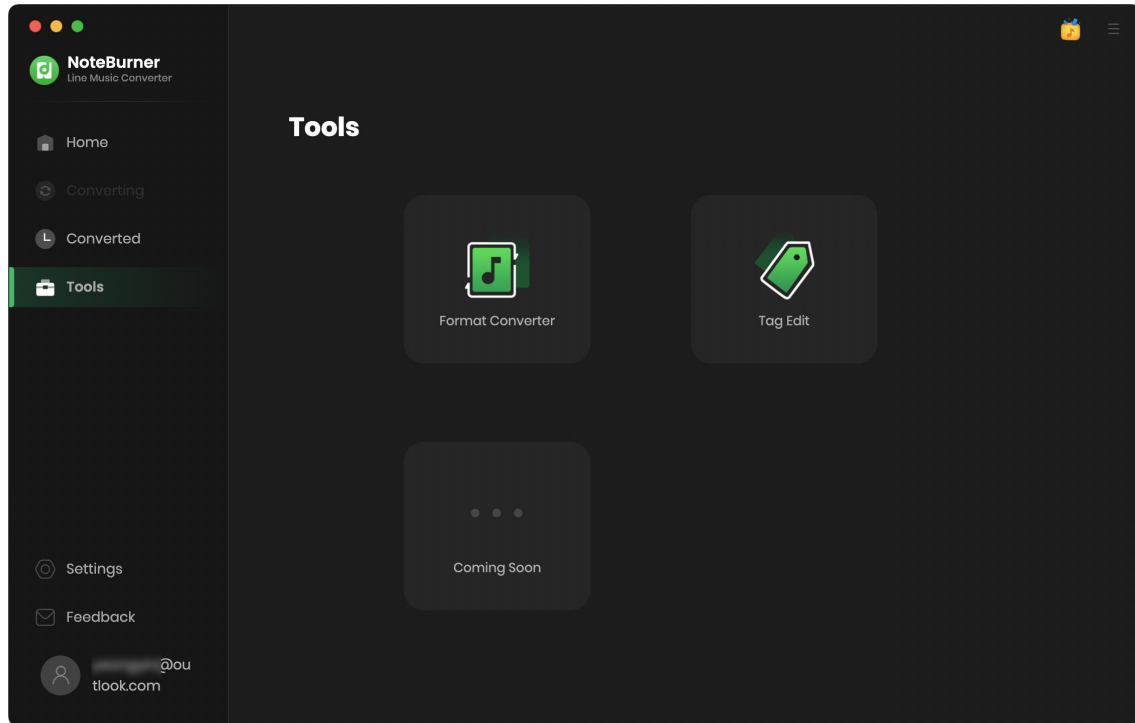 NoteBurner
Line Music Converter
Home
Converting
Converted
Tools
Settings
Feedback
@ou
tlook.com
Tools
Format Converter
Tag Edit
Coming Soon